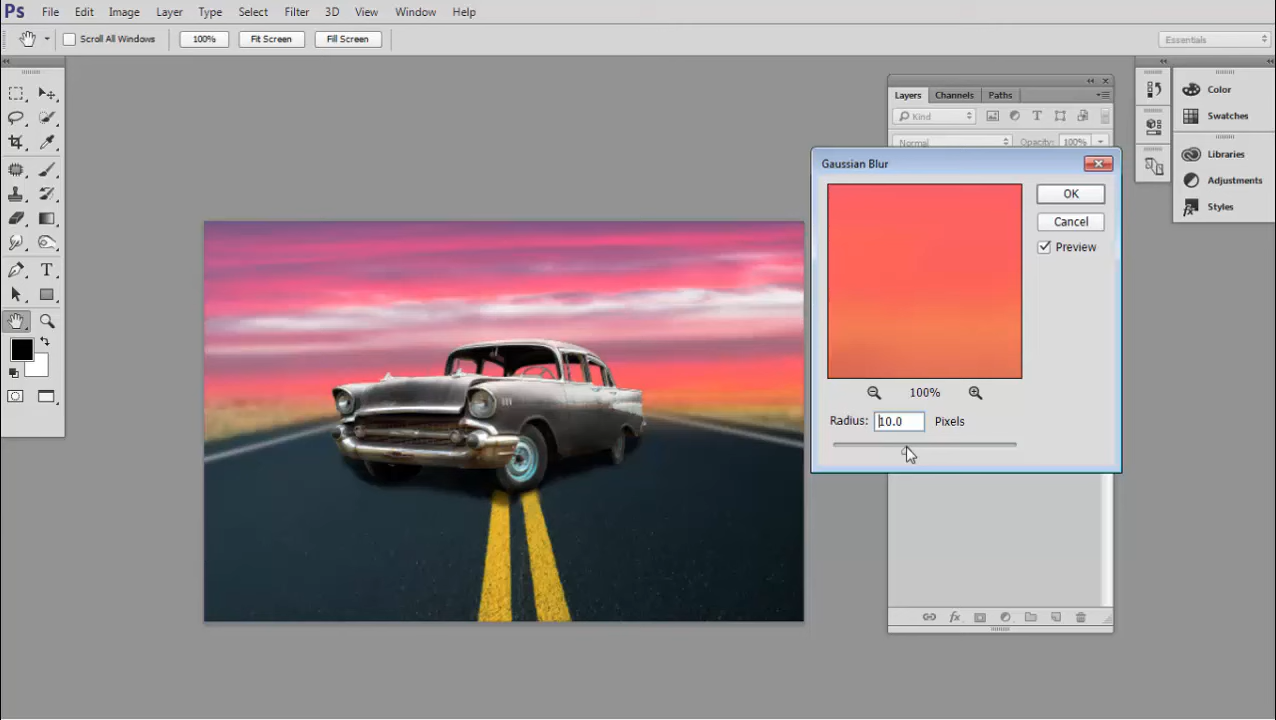 Ps File Edit Image Layer Type Select Filter 3D View Window Help
Scroll All Windows 100% Fit Screen Fill Screen Essentials
Layers Channels Paths
Kind T
Normal Opacity: 100%
Color
Swatches
Libraries
Adjustments
Styles
Gaussian Blur
OK
Cancel
Preview
100%
Radius: 10.0 Pixels
T
fx